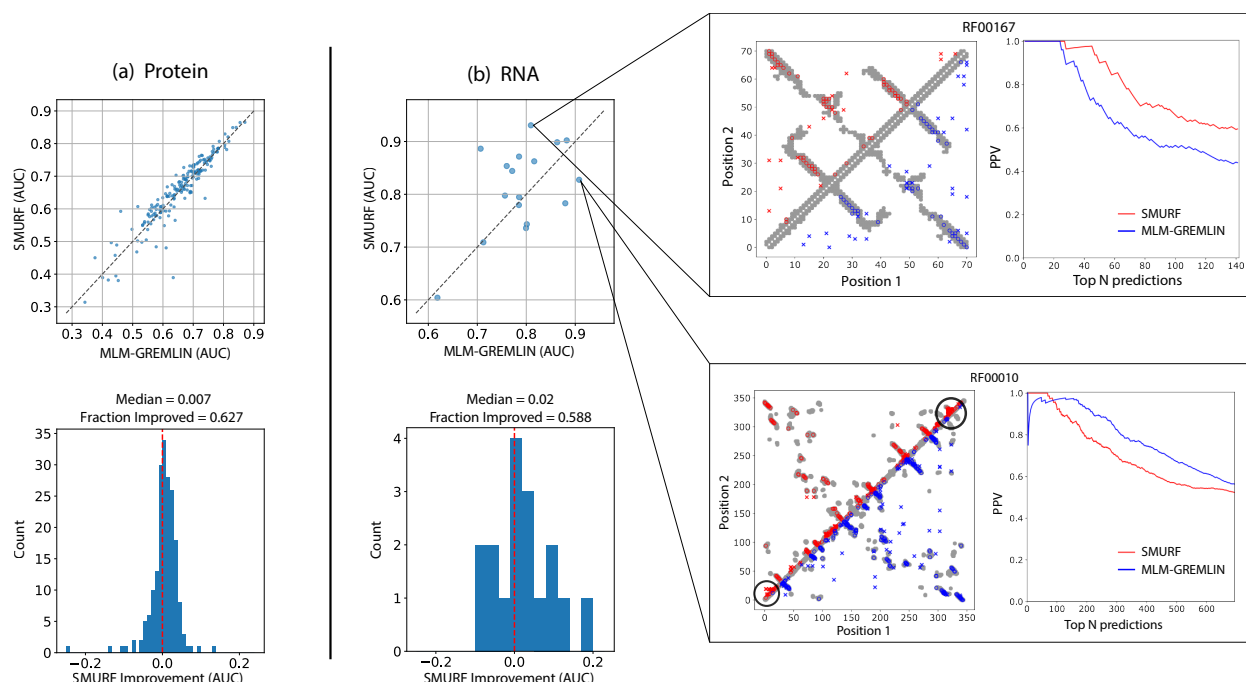 (a) Protein
SMURF (AUC)
0.9
0.8
0.7
0.6
0.5
0.4
0.3
0.3 0.4 0.5 0.6 0.7 0.8 0.9
MLM-GREMLIN (AUC)
Median = 0.007
Fraction Improved = 0.627
Count
35
30
25
20
15
10
5
0
−0.2 0.0 0.2
SMURF Improvement (AUC)
(b) RNA
SMURF (AUC)
0.9
0.8
0.7
0.6
0.6 0.7 0.8 0.9
MLM-GREMLIN (AUC)
Median = 0.02
Fraction Improved = 0.588
Count
4
3
2
1
0
−0.2 0.0 0.2
SMURF Improvement (AUC)
RF00167
Position 2
70
60
50
40
30
20
10
0
0 10 20 30 40 50 60 70
Position 1
PPV
1.0
0.8
0.6
0.4
0.2
0.0
SMURF
MLM-GREMLIN
0 20 40 60 80 100 120 140
Top N predictions
RF00010
Position 2
350
300
250
200
150
100
50
0
0 50 100 150 200 250 300 350
Position 1
PPV
1.0
0.8
0.6
0.4
0.2
0.0
SMURF
MLM-GREMLIN
0 100 200 300 400 500 600
Top N predictions